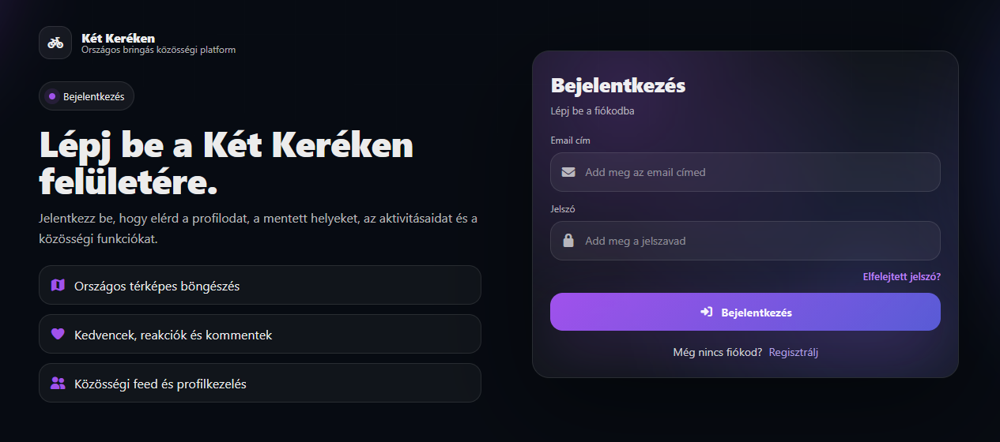 Két Keréken
Országos bringás közösségi platform
Bejelentkezés
Lépj be a Két Keréken
felületére.
Jelentkezz be, hogy elérd a profilodat, a mentett helyeket, az aktivitásaidat és a
közösségi funkciókat.
Országos térképes böngészés
Kedvencek, reakciók és kommentek
Közösségi feed és profilkezelés
Bejelentkezés
Lépj be a fiókodba
Email cím
Add meg az email címed
Jelszó
Add meg a jelszavad
Elfelejtett jelszó?
Bejelentkezés
Még nincs fiókod? Regisztrálj